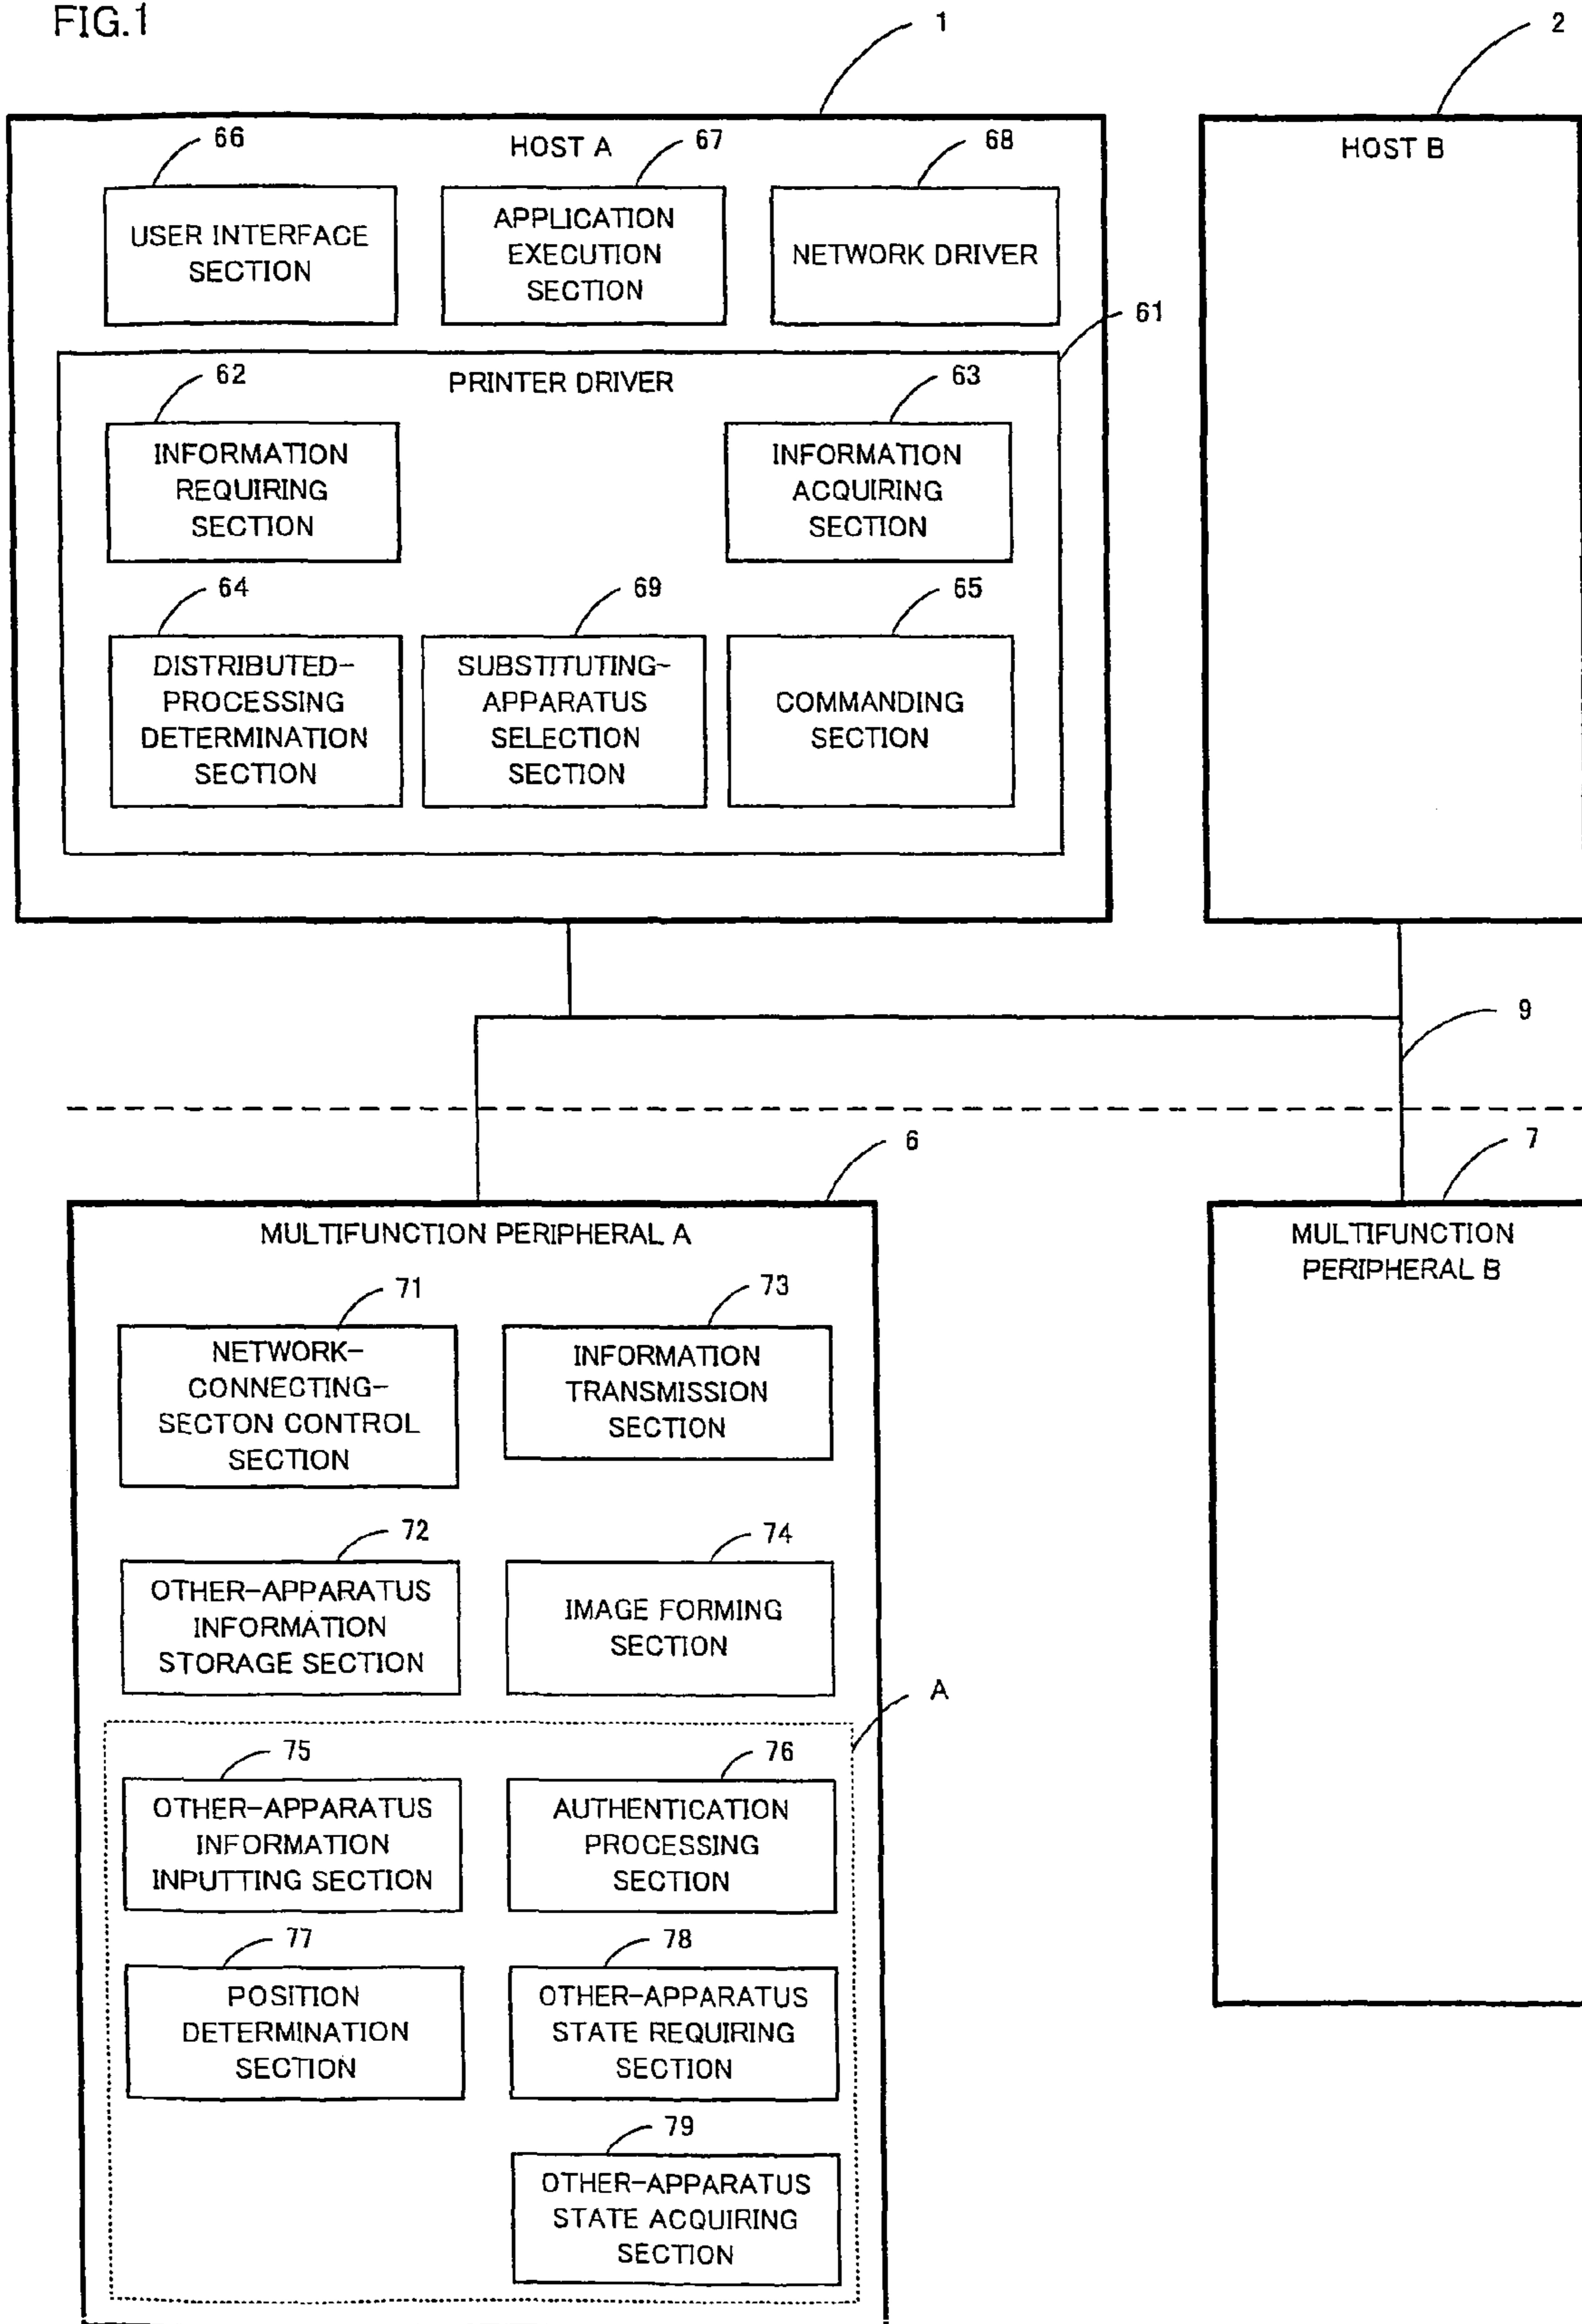 FIG.1
1
2
HOST A
HOST B
66
67
68
USER INTERFACE
SECTION
APPLICATION
EXECUTION
SECTION
NETWORK DRIVER
61
PRINTER DRIVER
62
63
INFORMATION
REQUIRING
SECTION
INFORMATION
ACQUIRING
SECTION
64
69
65
DISTRIBUTED-
PROCESSING
DETERMINATION
SECTION
SUBSTITUTING-
APPARATUS
SELECTION
SECTION
COMMANDING
SECTION
9
6
7
MULTIFUNCTION PERIPHERAL A
MULTIFUNCTION
PERIPHERAL B
71
73
NETWORK-
CONNECTING-
SECTON CONTROL
SECTION
INFORMATION
TRANSMISSION
SECTION
72
74
OTHER-APPARATUS
INFORMATION
STORAGE SECTION
IMAGE FORMING
SECTION
A
75
76
OTHER-APPARATUS
INFORMATION
INPUTTING SECTION
AUTHENTICATION
PROCESSING
SECTION
77
78
POSITION
DETERMINATION
SECTION
OTHER-APPARATUS
STATE REQUIRING
SECTION
79
OTHER-APPARATUS
STATE ACQUIRING
SECTION